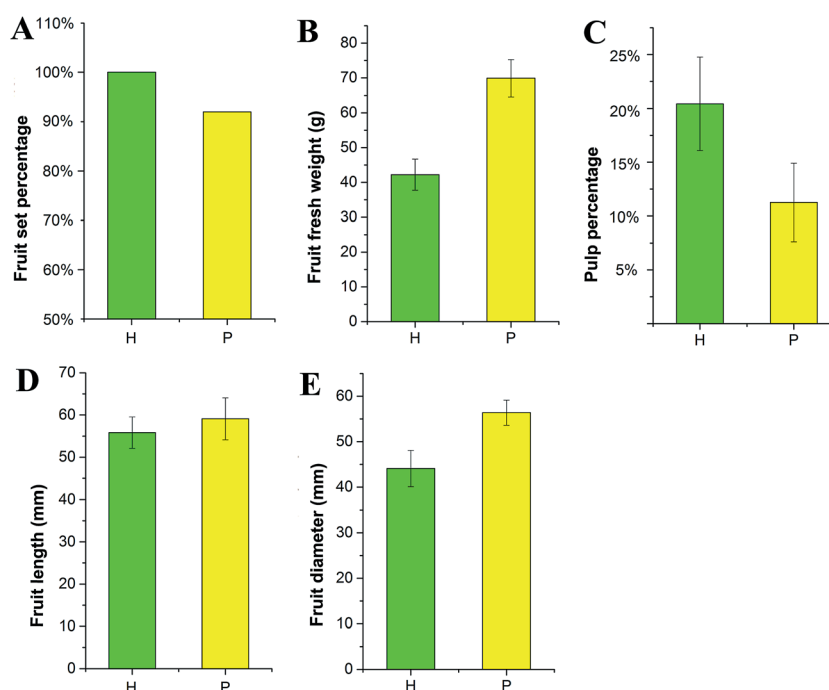 A
Fruit set percentage
110%
100%
90%
80%
70%
60%
50%
H P
B
Fruit fresh weight (g)
80
70
60
50
40
30
20
10
0
H P
C
Pulp percentage
25%
20%
15%
10%
5%
H P
D
Fruit length (mm)
70
60
50
40
30
20
10
0
H P
E
Fruit diameter (mm)
60
50
40
30
20
10
0
H P